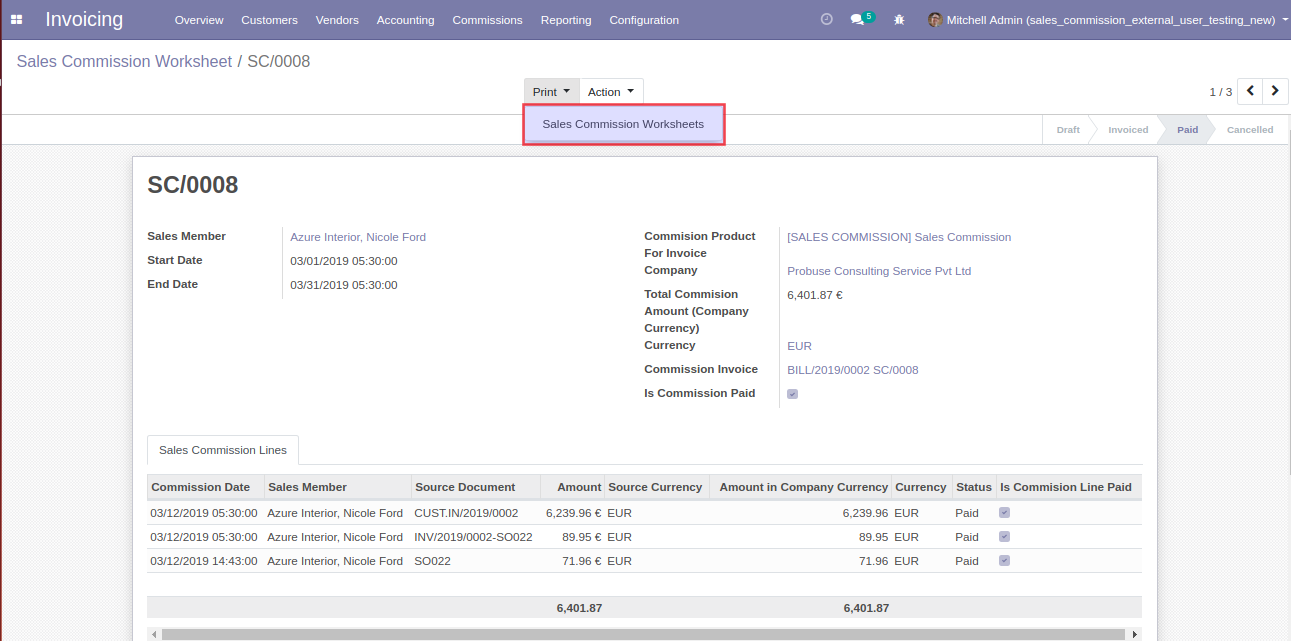 Invoicing Overview Customers Vendors Accounting Commissions Reporting Configuration 5 Mitchell Admin (sales_commission_external_user_testing_new)
Sales Commission Worksheet / SC/0008
Print Action 1 / 3
Sales Commission Worksheets
Draft Invoiced Paid Cancelled
SC/0008
Sales Member Azure Interior, Nicole Ford
Start Date 03/01/2019 05:30:00
End Date 03/31/2019 05:30:00
Commision Product [SALES COMMISSION] Sales Commission
For Invoice
Company Probuse Consulting Service Pvt Ltd
Total Commision 6,401.87 €
Amount (Company
Currency)
Currency EUR
Commission Invoice BILL/2019/0002 SC/0008
Is Commission Paid
Sales Commission Lines
Commission Date Sales Member Source Document Amount Source Currency Amount in Company Currency Currency Status Is Commision Line Paid
03/12/2019 05:30:00 Azure Interior, Nicole Ford CUST.IN/2019/0002 6,239.96 € EUR 6,239.96 EUR Paid
03/12/2019 05:30:00 Azure Interior, Nicole Ford INV/2019/0002-SO022 89.95 € EUR 89.95 EUR Paid
03/12/2019 14:43:00 Azure Interior, Nicole Ford SO022 71.96 € EUR 71.96 EUR Paid
6,401.87 6,401.87